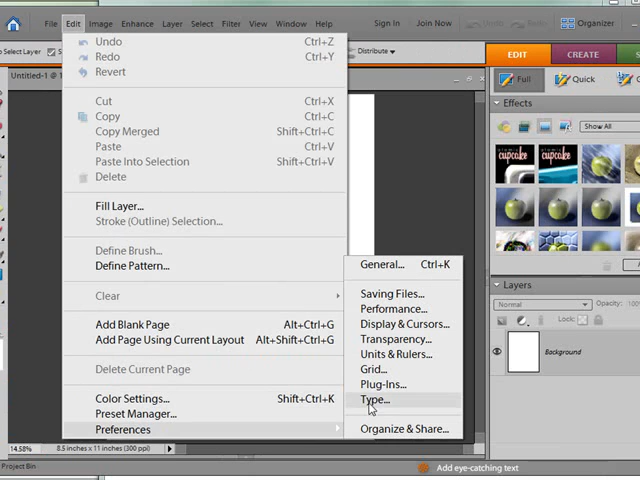 File Edit Image Enhance Layer Select Filter View Window Help Sign In Join Now Undo Redo Organizer
Select Layer Distribute
EDIT CREATE
Untitled-1 @ 1
Full Quick
Undo Ctrl+Z
Redo Ctrl+Y
Revert
Cut Ctrl+X
Copy Ctrl+C
Copy Merged Shift+Ctrl+C
Paste Ctrl+V
Paste Into Selection Shift+Ctrl+V
Delete
Fill Layer...
Stroke (Outline) Selection...
Define Brush...
Define Pattern...
Clear
Add Blank Page Alt+Ctrl+G
Add Page Using Current Layout Alt+Shift+Ctrl+G
Delete Current Page
Color Settings... Shift+Ctrl+K
Preset Manager...
Preferences
General... Ctrl+K
Saving Files...
Performance...
Display & Cursors...
Transparency...
Units & Rulers...
Grid...
Plug-Ins...
Type...
Organize & Share...
Effects
Show All
cupcake
cupcake
Layers
Normal Opacity: 100%
Lock:
Background
14.58% 8.5 inches x 11 inches (300 ppi)
Project Bin
Add eye-catching text